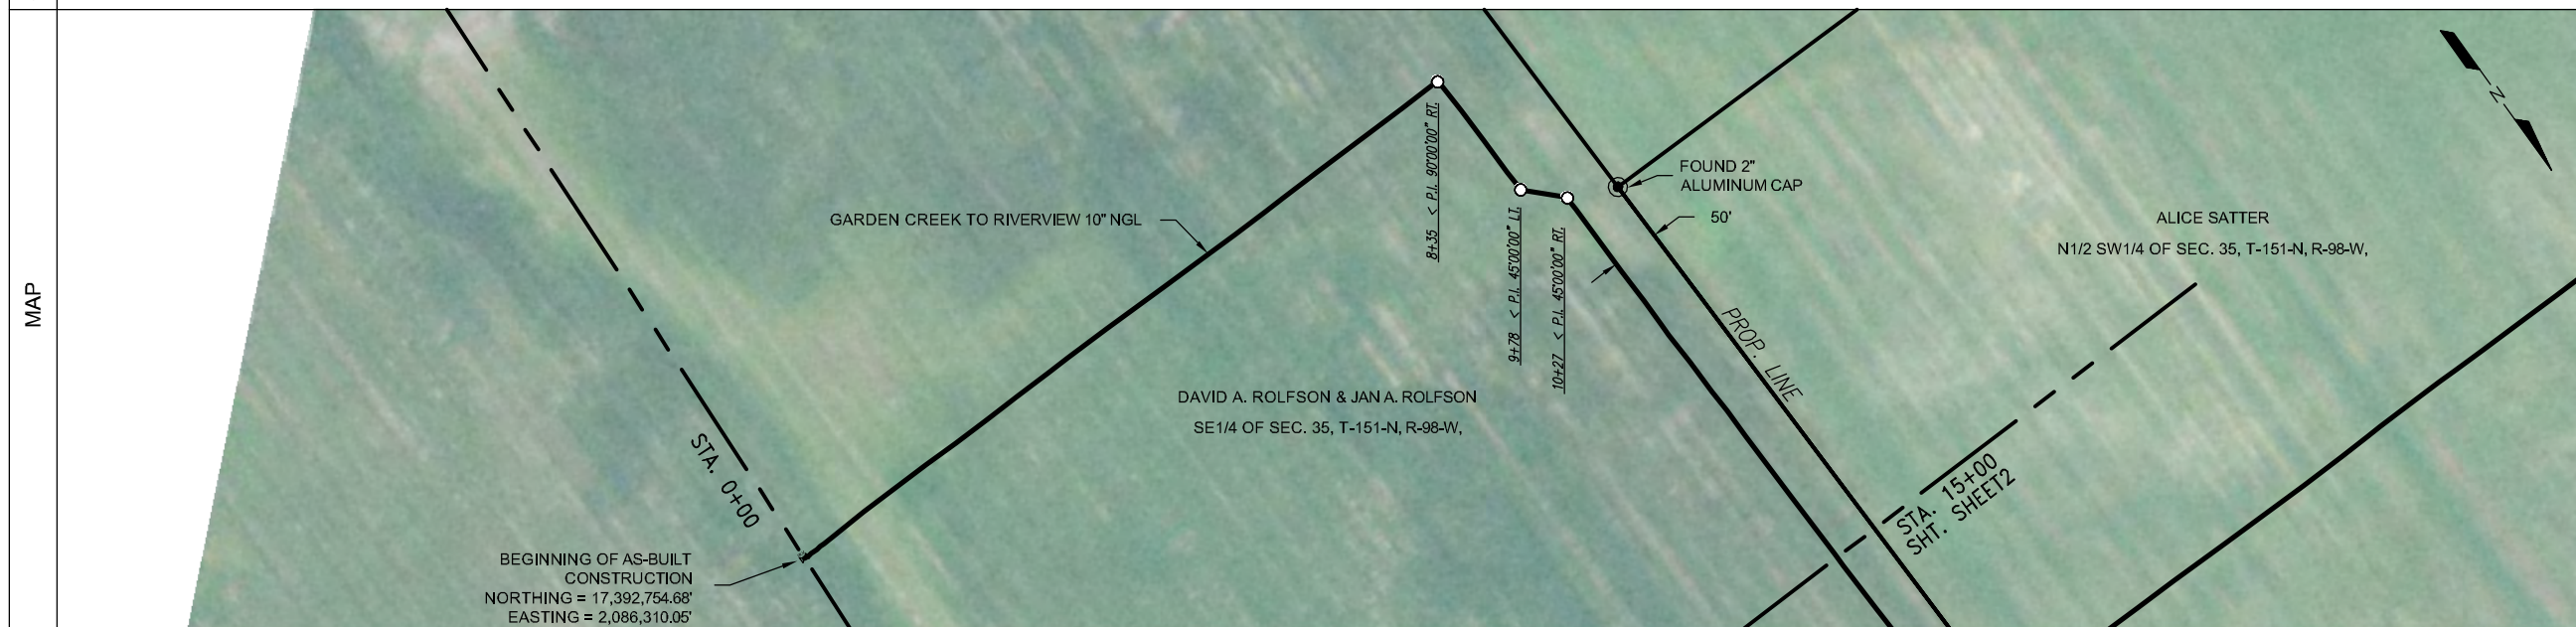 MAP
GARDEN CREEK TO RIVERVIEW 10" NGL
8+35 < P.I. 90°00'00" RT.
9+78 < P.I. 45°00'00" LT.
10+27 < P.I. 45°00'00" RT.
FOUND 2"
ALUMINUM CAP
50'
N
ALICE SATTER
N1/2 SW1/4 OF SEC. 35, T-151-N, R-98-W,
PROP. LINE
DAVID A. ROLFSON & JAN A. ROLFSON
SE1/4 OF SEC. 35, T-151-N, R-98-W,
STA. 0+00
STA. 15+00
SHT. SHEET2
BEGINNING OF AS-BUILT
CONSTRUCTION
NORTHING = 17,392,754.68'
EASTING = 2,086,310.05'